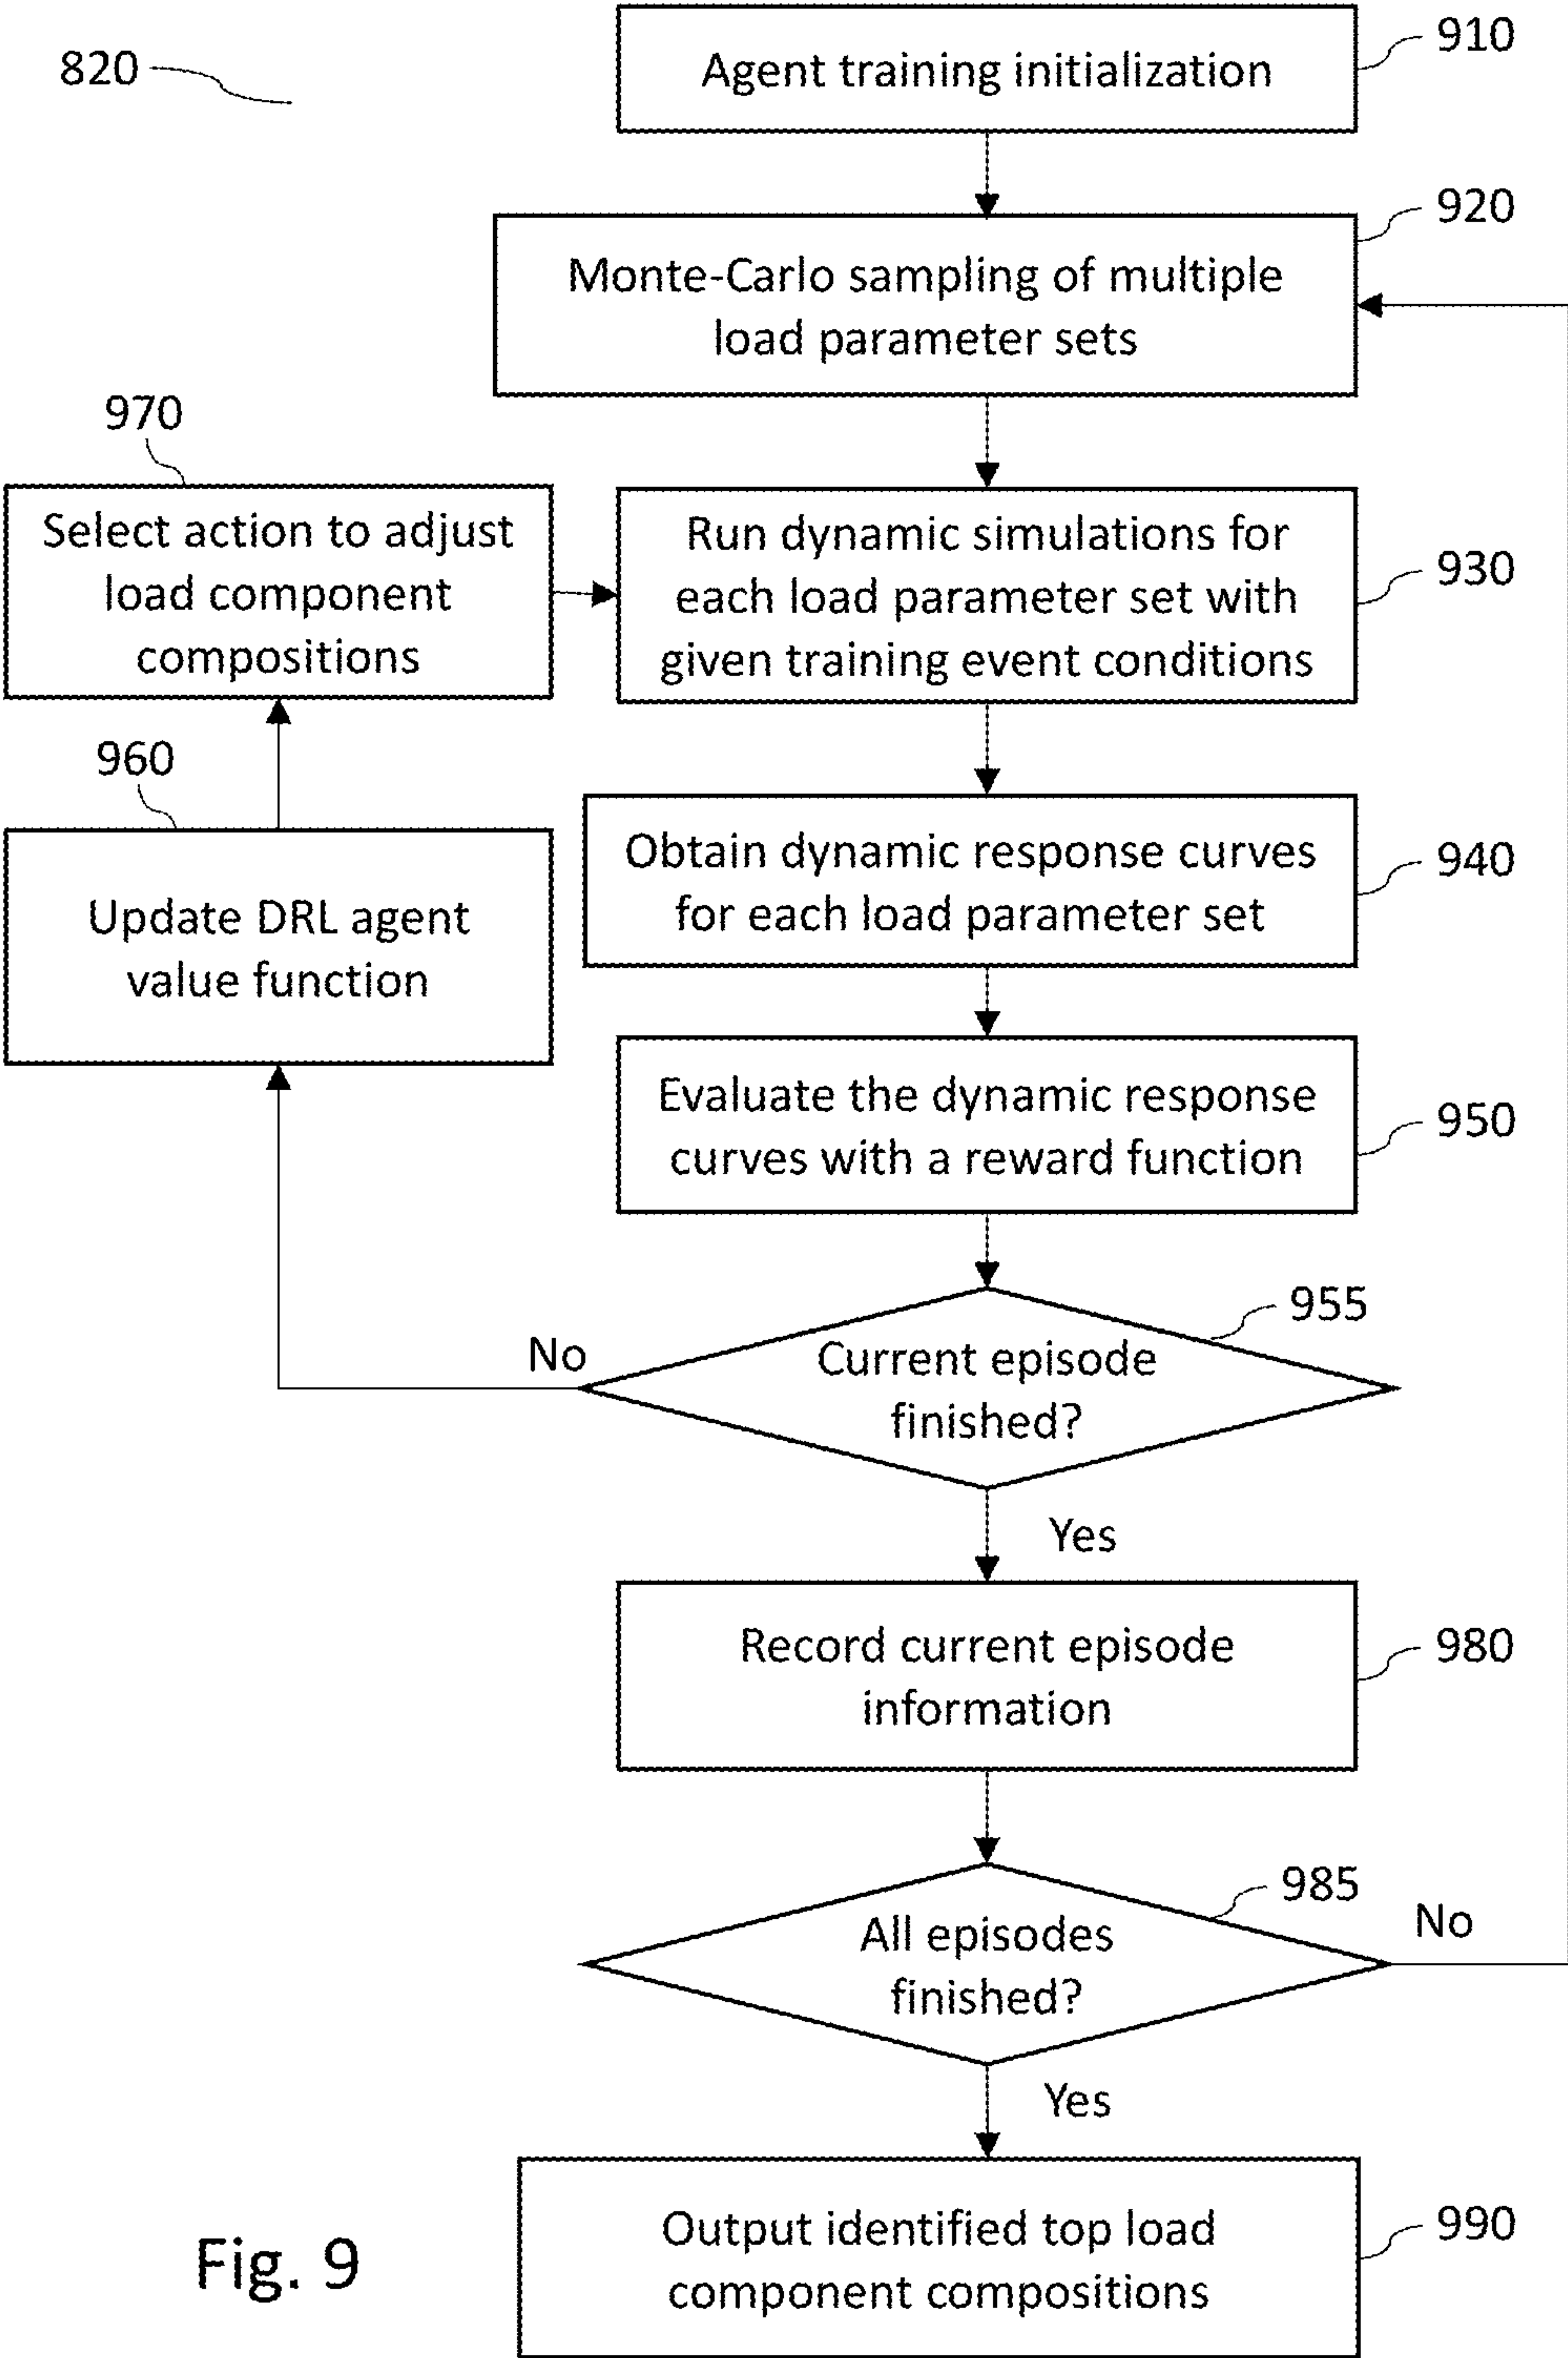 820
Agent training initialization
910
Monte-Carlo sampling of multiple
load parameter sets
920
970
Select action to adjust
load component
compositions
Run dynamic simulations for
each load parameter set with
given training event conditions
930
960
Update DRL agent
value function
Obtain dynamic response curves
for each load parameter set
940
Evaluate the dynamic response
curves with a reward function
950
955
No
Current episode
finished?
Yes
Record current episode
information
980
985
All episodes
finished?
No
Yes
Output identified top load
component compositions
990
Fig. 9